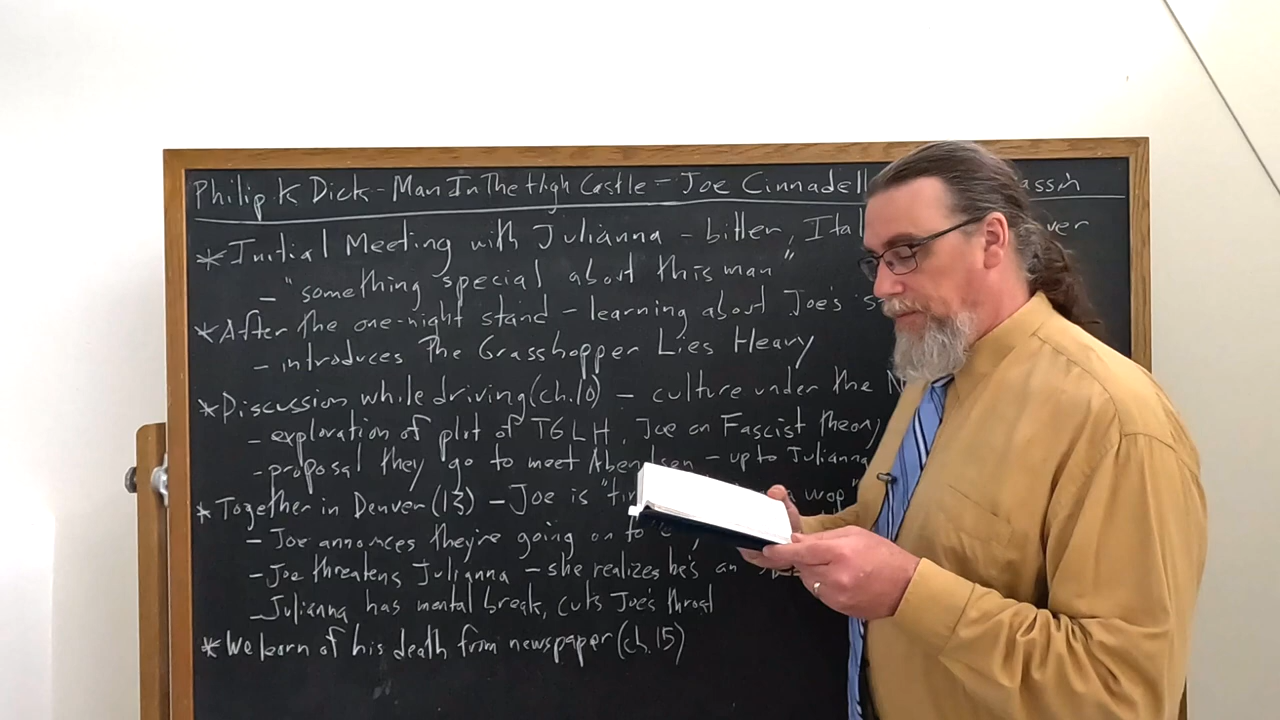 Philip K Dick - Man In The High Castle - Joe Cinnadell assin
* Initial Meeting with Julianna - bitter, Ital ver
- "something special about this man"
* After the one-night stand - learning about Joe's s
- introduces The Grasshopper Lies Heavy
* Discussion while driving (ch.10) - culture under the N
- exploration of plot of TGLH, Joe on Fascist theory
- proposal they go to meet Abendsen - up to Julianna
* Together in Denver (13) - Joe is " a wop"
- Joe announces they're going on to
- Joe threatens Julianna - she realizes he's an
- Julianna has mental break, cuts Joe's throat
* We learn of his death from newspaper (ch.15)